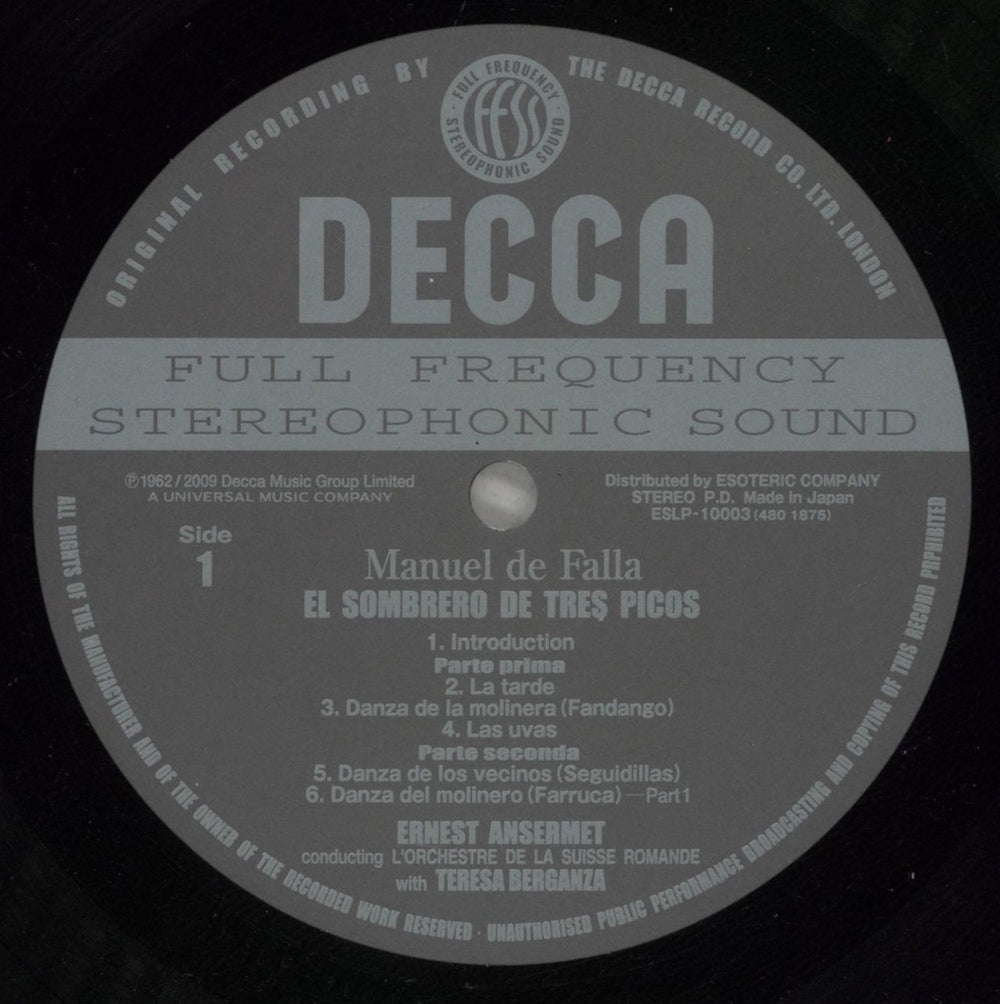 ORIGINAL RECORDING BY THE DECCA RECORD CO. LTD. LONDON
FULL FREQUENCY
ffss
STEREOPHONIC SOUND
DECCA
FULL FREQUENCY
STEREOPHONIC SOUND
℗1962/2009 Decca Music Group Limited
A UNIVERSAL MUSIC COMPANY
Distributed by ESOTERIC COMPANY
STEREO P.D. Made in Japan
ESLP-10003 (480 1875)
Side
1
Manuel de Falla
EL SOMBRERO DE TRES PICOS
1. Introduction
Parte prima
2. La tarde
3. Danza de la molinera (Fandango)
4. Las uvas
Parte seconda
5. Danza de los vecinos (Seguidillas)
6. Danza del molinero (Farruca) —Part 1
ERNEST ANSERMET
conducting L'ORCHESTRE DE LA SUISSE ROMANDE
with TERESA BERGANZA
ALL RIGHTS OF THE MANUFACTURER AND OF THE OWNER OF THE RECORDED WORK RESERVED · UNAUTHORISED PUBLIC PERFORMANCE BROADCASTING AND COPYING OF THIS RECORD PRPHIBITED